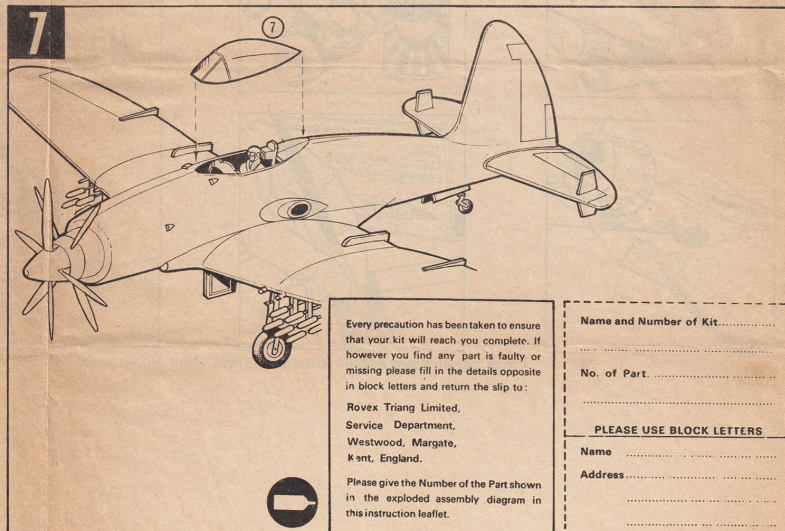 7
7
Every precaution has been taken to ensure
that your kit will reach you complete. If
however you find any part is faulty or
missing please fill in the details opposite
in block letters and return the slip to:
Rovex Triang Limited,
Service Department,
Westwood, Margate,
Kent, England.
Please give the Number of the Part shown
in the exploded assembly diagram in
this instruction leaflet.
Name and Number of Kit
No. of Part
PLEASE USE BLOCK LETTERS
Name
Address